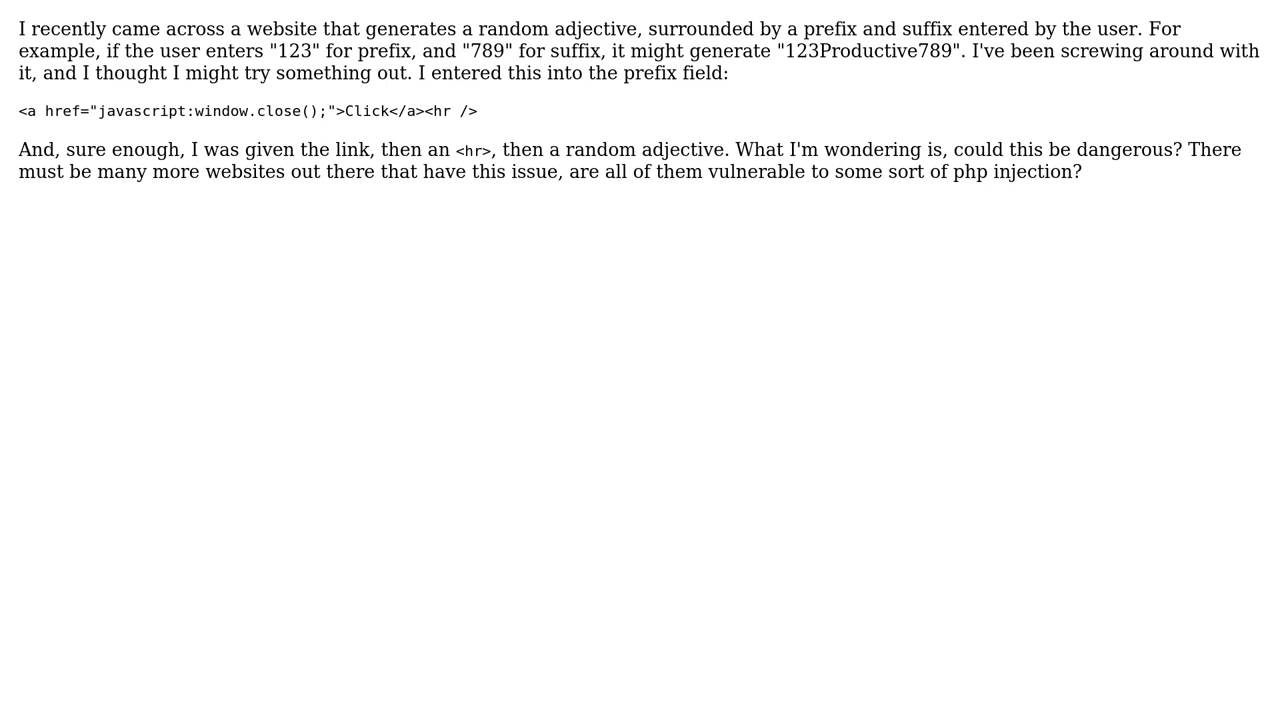 I recently came across a website that generates a random adjective, surrounded by a prefix and suffix entered by the user. For
example, if the user enters "123" for prefix, and "789" for suffix, it might generate "123Productive789". I've been screwing around with
it, and I thought I might try something out. I entered this into the prefix field:
<a href="javascript:window.close();">Click</a><hr />
And, sure enough, I was given the link, then an <hr>, then a random adjective. What I'm wondering is, could this be dangerous? There
must be many more websites out there that have this issue, are all of them vulnerable to some sort of php injection?